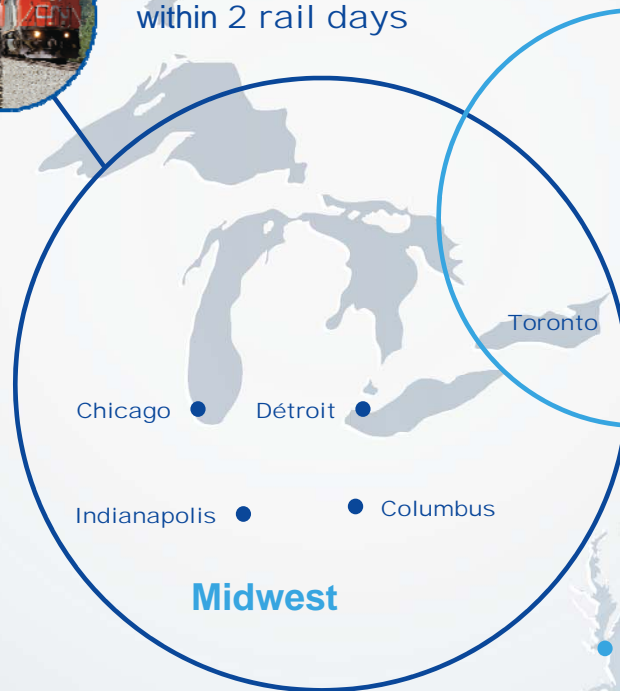 within 2 rail days
Toronto
Chicago
Détroit
Indianapolis
Columbus
Midwest